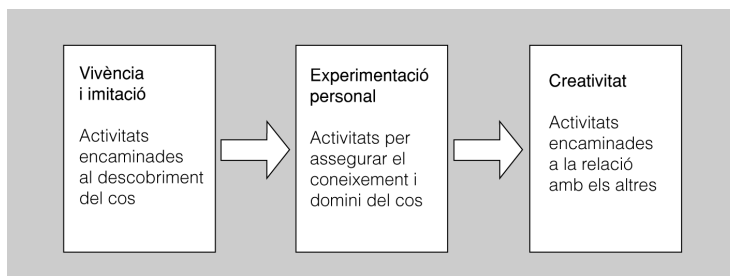 Vivència
i imitació
Activitats
encaminades
al descobriment
del cos
Experimentació
personal
Activitats per
assegurar el
coneixement i
domini del cos
Creativitat
Activitats
encaminades
a la relació
amb els altres